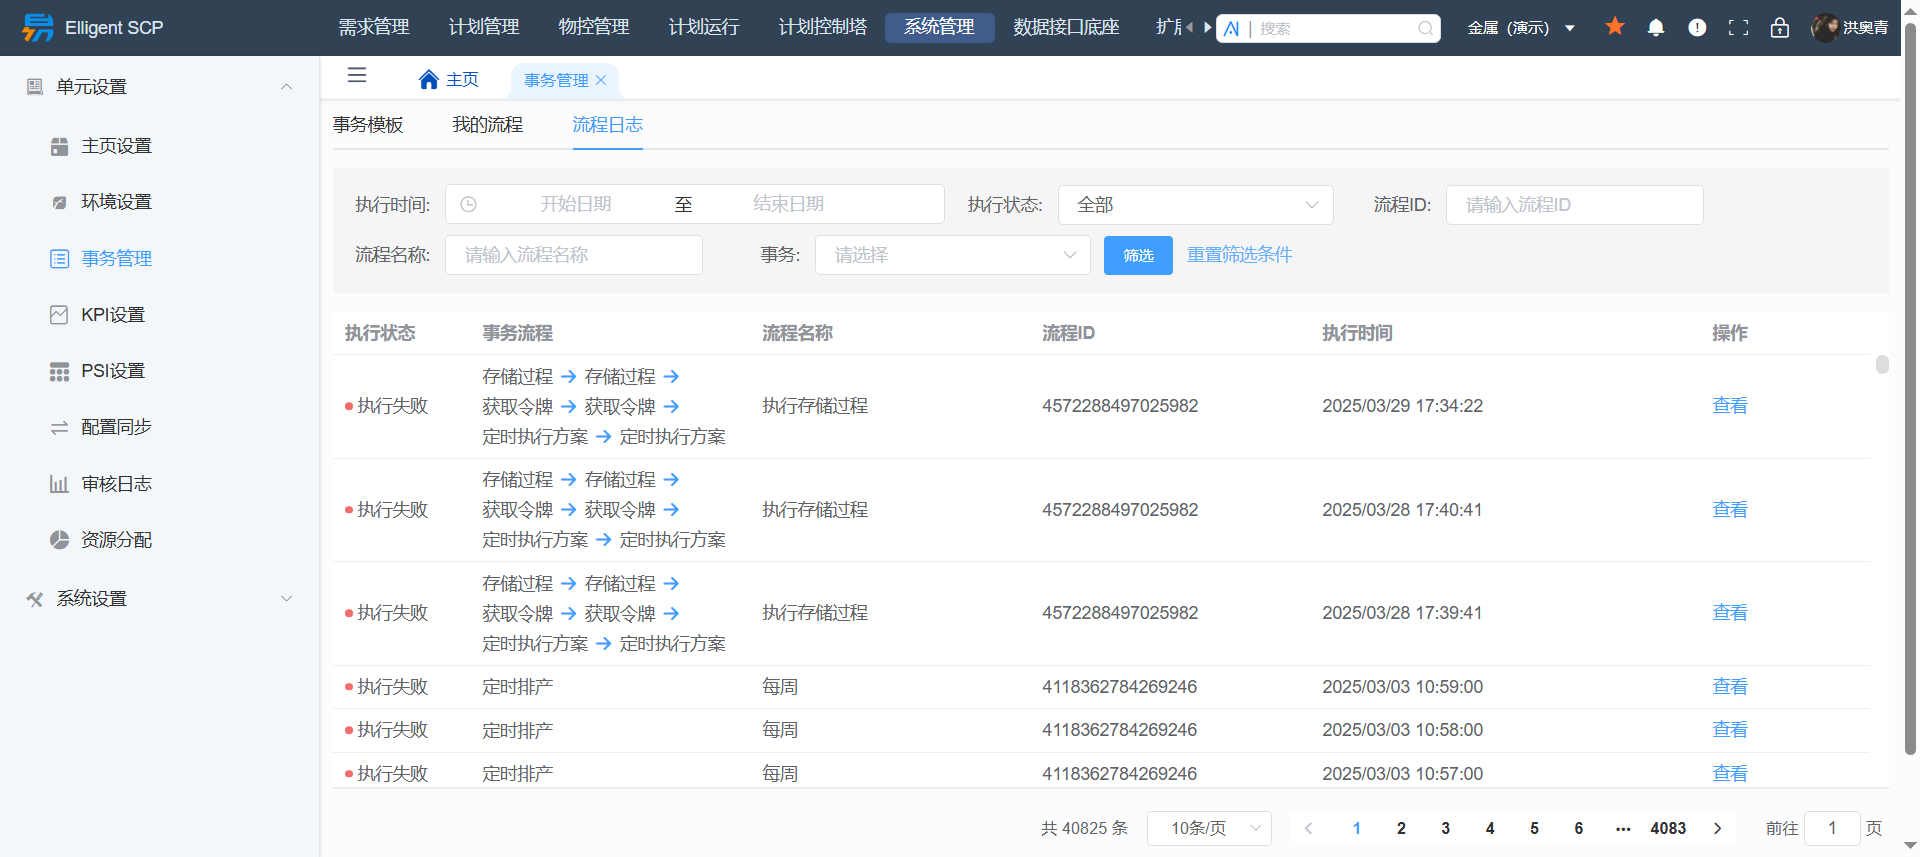 Elligent SCP
需求管理 计划管理 物控管理 计划运行 计划控制塔 系统管理 数据接口底座
AI | 搜索 金属 (演示) 洪奥青
单元设置
主页设置
环境设置
事务管理
KPI设置
PSI设置
配置同步
审核日志
资源分配
系统设置
主页 事务管理
事务模板 我的流程 流程日志
执行时间: 开始日期 至 结束日期 执行状态: 全部 流程ID: 请输入流程ID
流程名称: 请输入流程名称 事务: 请选择 筛选 重置筛选条件
执行状态 事务流程 流程名称 流程ID 执行时间 操作
存储过程 → 存储过程 →
执行失败 获取令牌 → 获取令牌 → 执行存储过程 4572288497025982 2025/03/29 17:34:22 查看
定时执行方案 → 定时执行方案
存储过程 → 存储过程 →
执行失败 获取令牌 → 获取令牌 → 执行存储过程 4572288497025982 2025/03/28 17:40:41 查看
定时执行方案 → 定时执行方案
存储过程 → 存储过程 →
执行失败 获取令牌 → 获取令牌 → 执行存储过程 4572288497025982 2025/03/28 17:39:41 查看
定时执行方案 → 定时执行方案
执行失败 定时排产 每周 4118362784269246 2025/03/03 10:59:00 查看
执行失败 定时排产 每周 4118362784269246 2025/03/03 10:58:00 查看
执行失败 定时排产 每周 4118362784269246 2025/03/03 10:57:00 查看
共 40825 条 10条/页 1 2 3 4 5 6 ••• 4083 前往 1 页